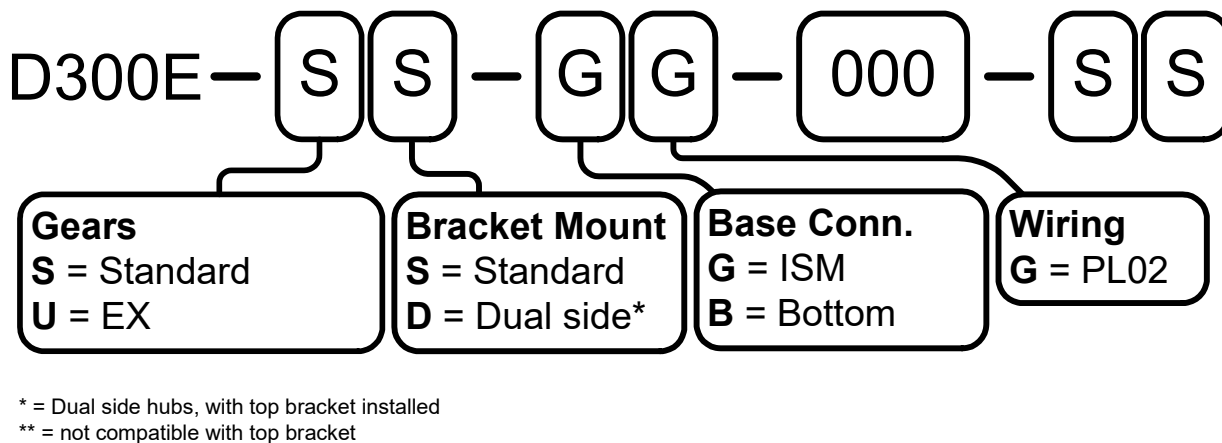 D300E — S S — G G — 000 — S S
Gears
S = Standard
U = EX
Bracket Mount
S = Standard
D = Dual side*
Base Conn.
G = ISM
B = Bottom
Wiring
G = PL02
* = Dual side hubs, with top bracket installed
** = not compatible with top bracket